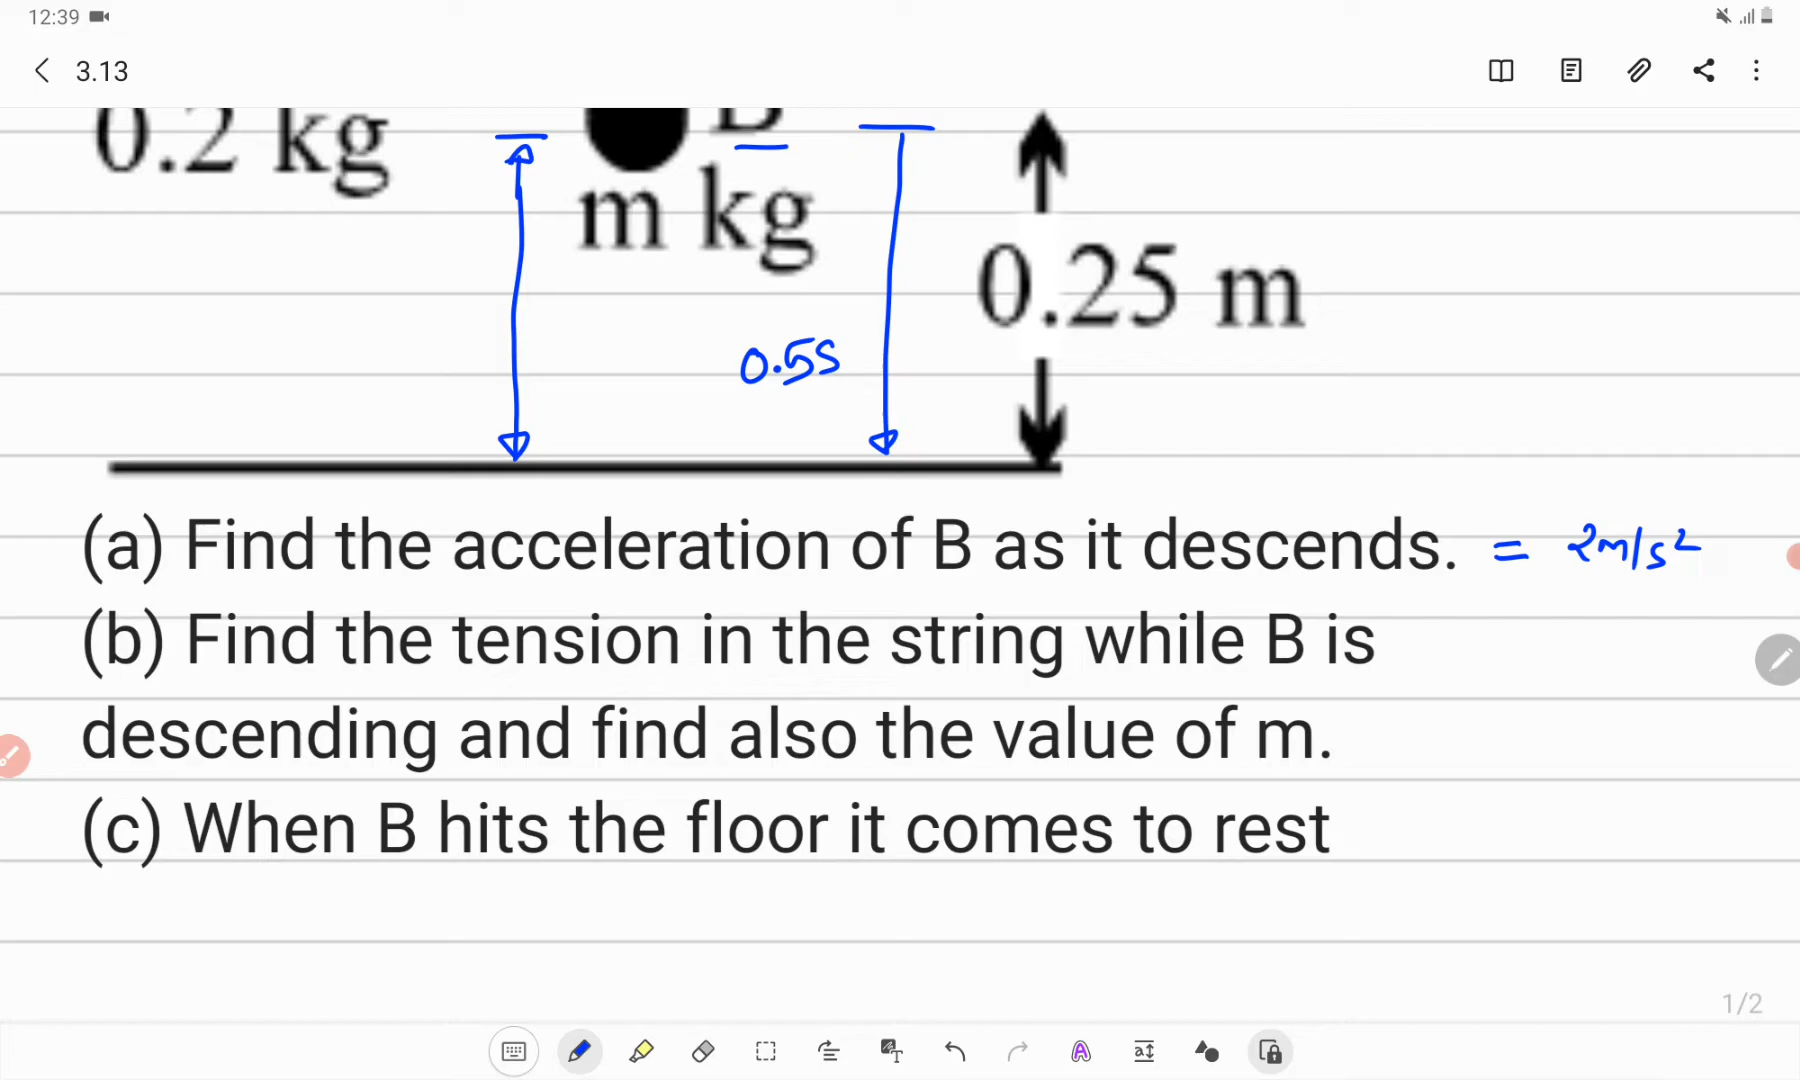 12:39
3.13
0.2 kg
B
m kg
0.25 m
0.5s
(a) Find the acceleration of B as it descends. = 2m/s²
(b) Find the tension in the string while B is
descending and find also the value of m.
(c) When B hits the floor it comes to rest
1/2